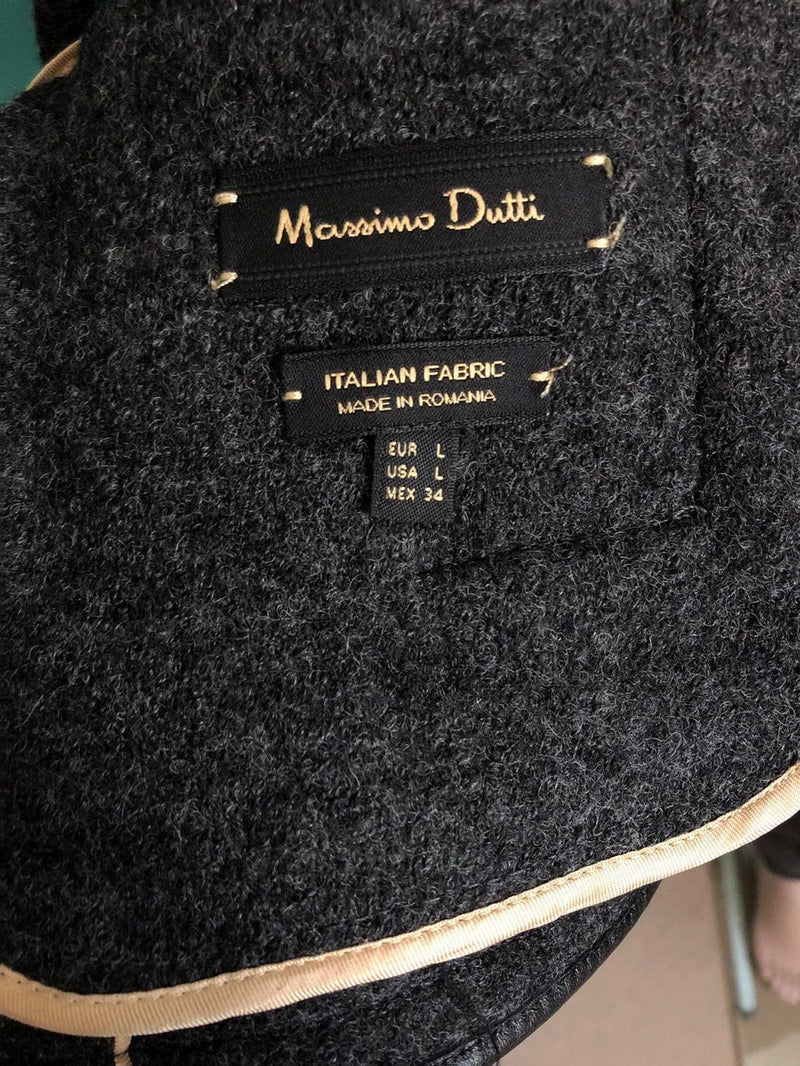 Massimo Dutti
ITALIAN FABRIC
MADE IN ROMANIA
EUR L
USA L
MEX 34